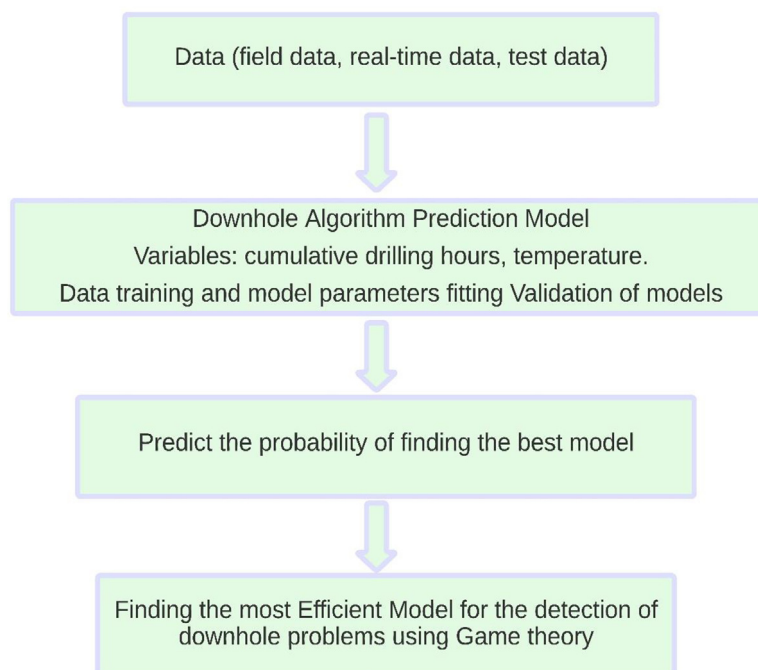 Data (field data, real-time data, test data)
Downhole Algorithm Prediction Model
Variables: cumulative drilling hours, temperature.
Data training and model parameters fitting Validation of models
Predict the probability of finding the best model
Finding the most Efficient Model for the detection of
downhole problems using Game theory